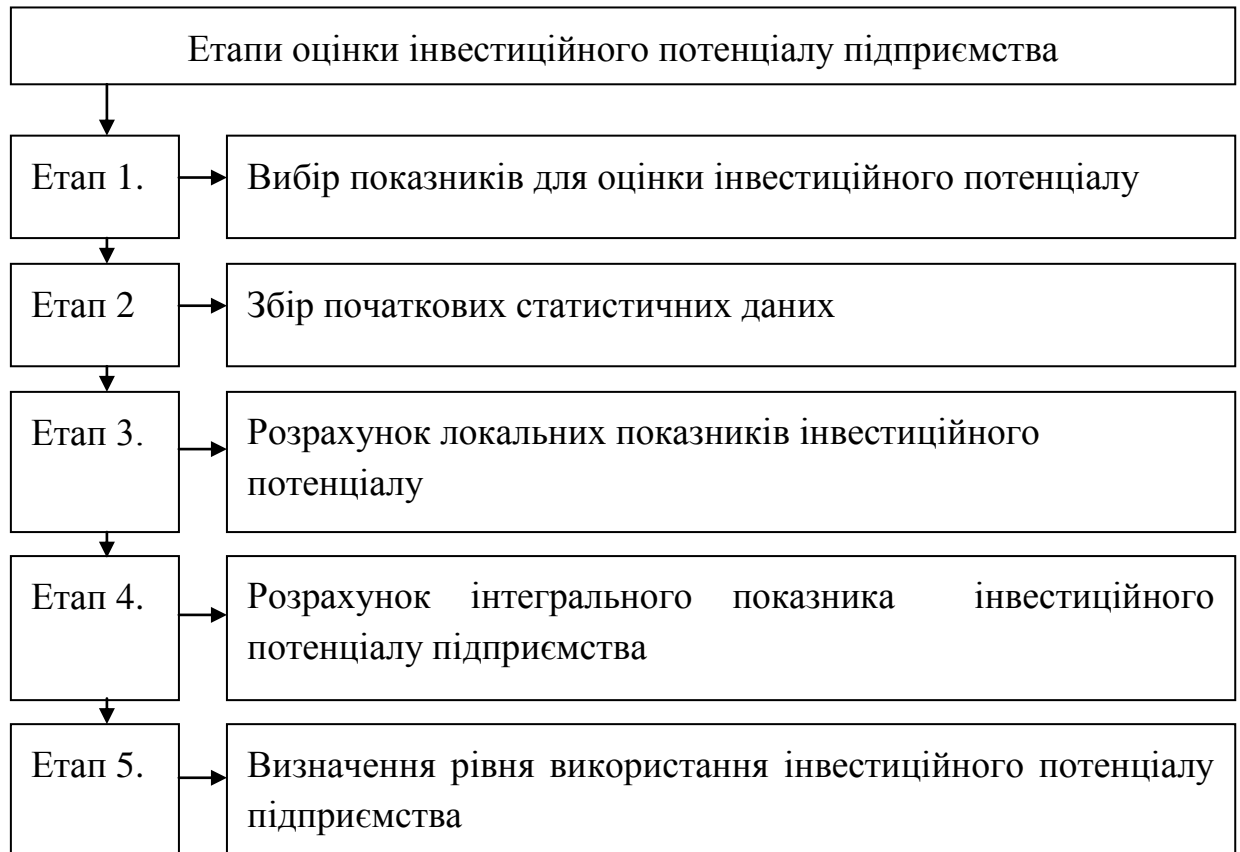 Етапи оцінки інвестиційного потенціалу підприємства
Етап 1.
Вибір показників для оцінки інвестиційного потенціалу
Етап 2
Збір початкових статистичних даних
Етап 3.
Розрахунок локальних показників інвестиційного
потенціалу
Етап 4.
Розрахунок інтегрального показника інвестиційного
потенціалу підприємства
Етап 5.
Визначення рівня використання інвестиційного потенціалу
підприємства